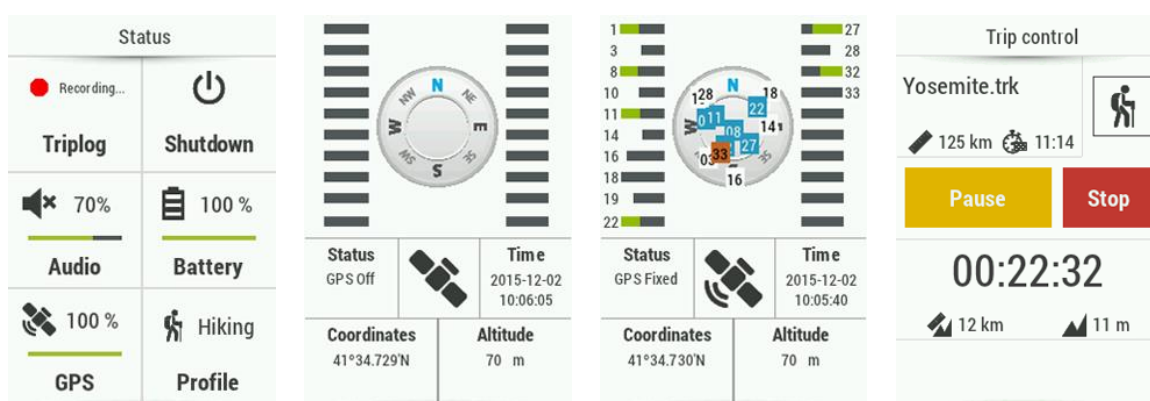 Status
Recording...
Triplog
Shutdown
70%
100 %
Audio
Battery
100 %
Hiking
GPS
Profile
N
NE
E
SE
S
SW
W
NW
Status
GPS Off
Time
2015-12-02
10:06:05
Coordinates
41°34.729'N
Altitude
70 m
1
3
8
10
11
14
16
18
19
22
27
28
32
33
N
28
18
22
11
14
08
27
33
03
16
W
Status
GPS Fixed
Time
2015-12-02
10:05:40
Coordinates
41°34.730'N
Altitude
70 m
Trip control
Yosemite.trk
125 km
11:14
Pause
Stop
00:22:32
12 km
11 m